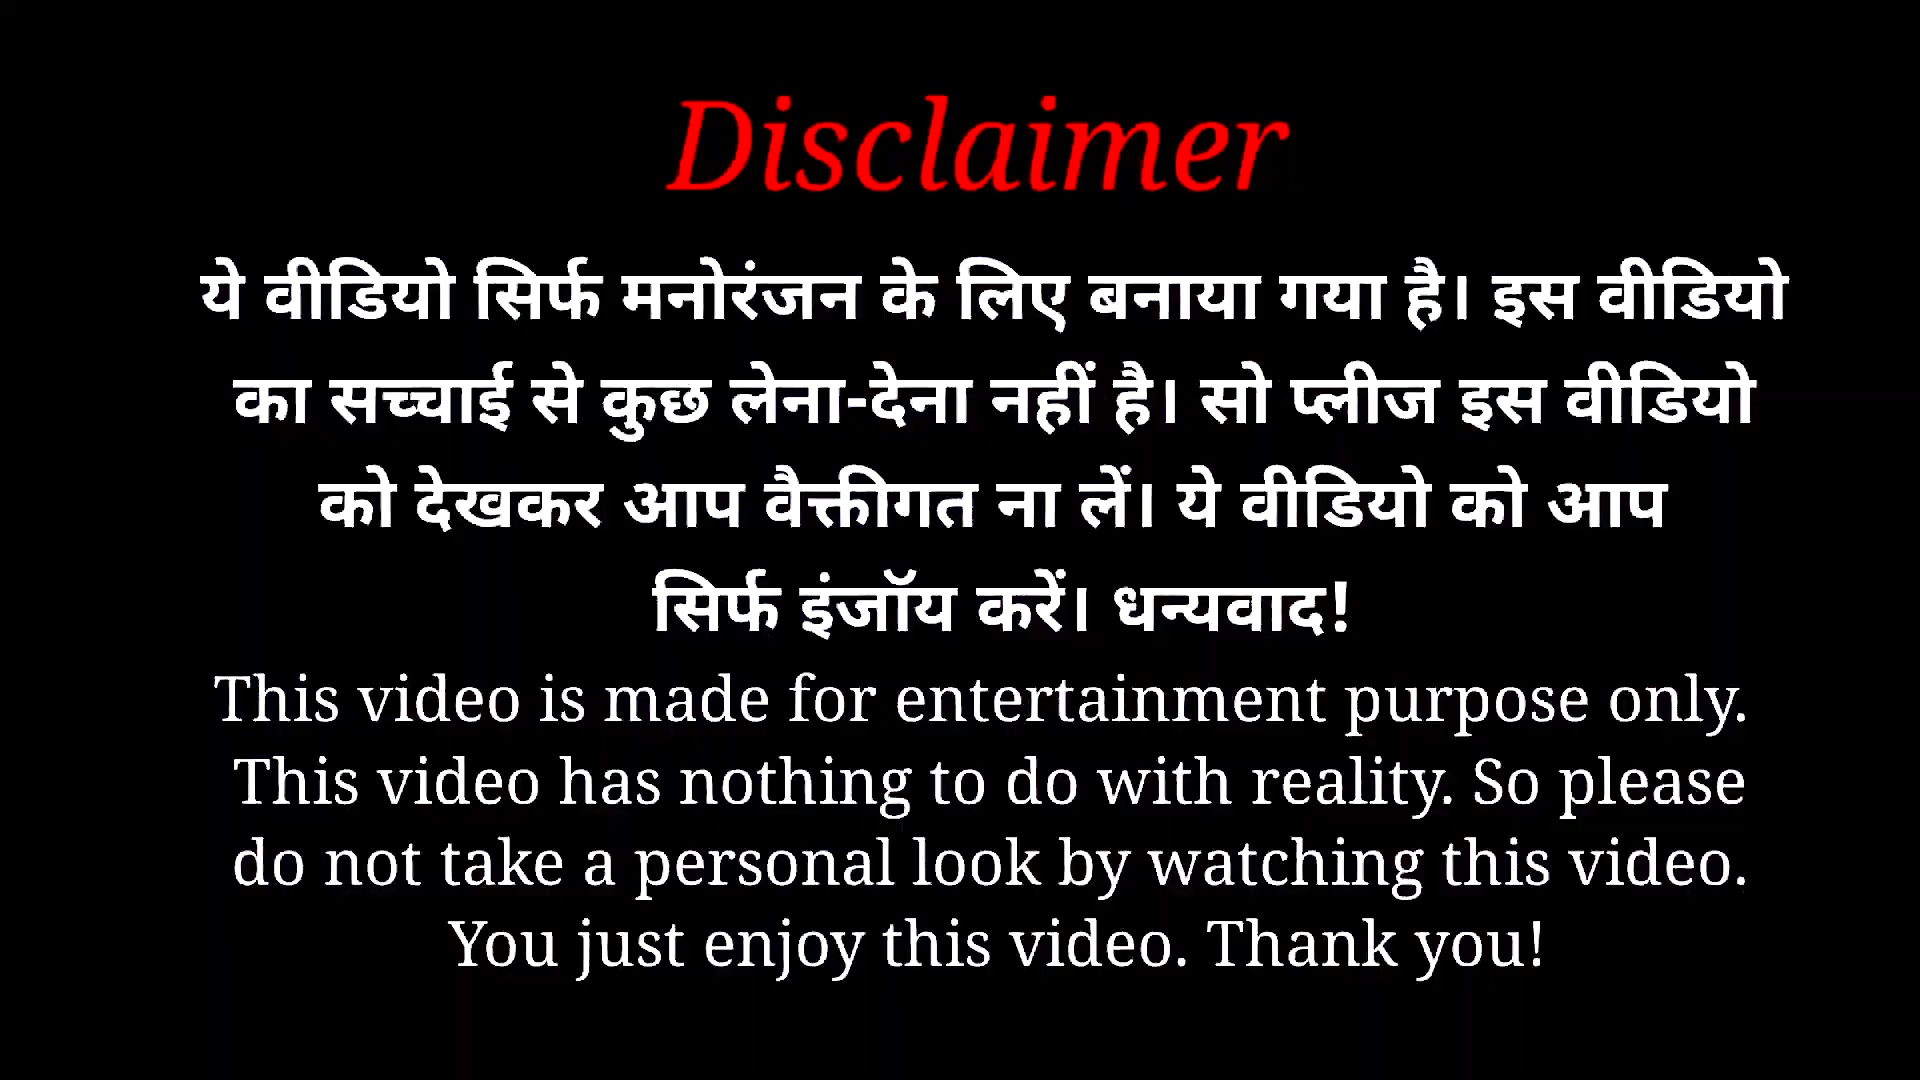 Disclaimer
ये वीडियो सिर्फ मनोरंजन के लिए बनाया गया है। इस वीडियो
का सच्चाई से कुछ लेना-देना नहीं है। सो प्लीज इस वीडियो
को देखकर आप वैक्तीगत ना लें। ये वीडियो को आप
सिर्फ इंजॉय करें। धन्यवाद!
This video is made for entertainment purpose only.
This video has nothing to do with reality. So please
do not take a personal look by watching this video.
You just enjoy this video. Thank you!